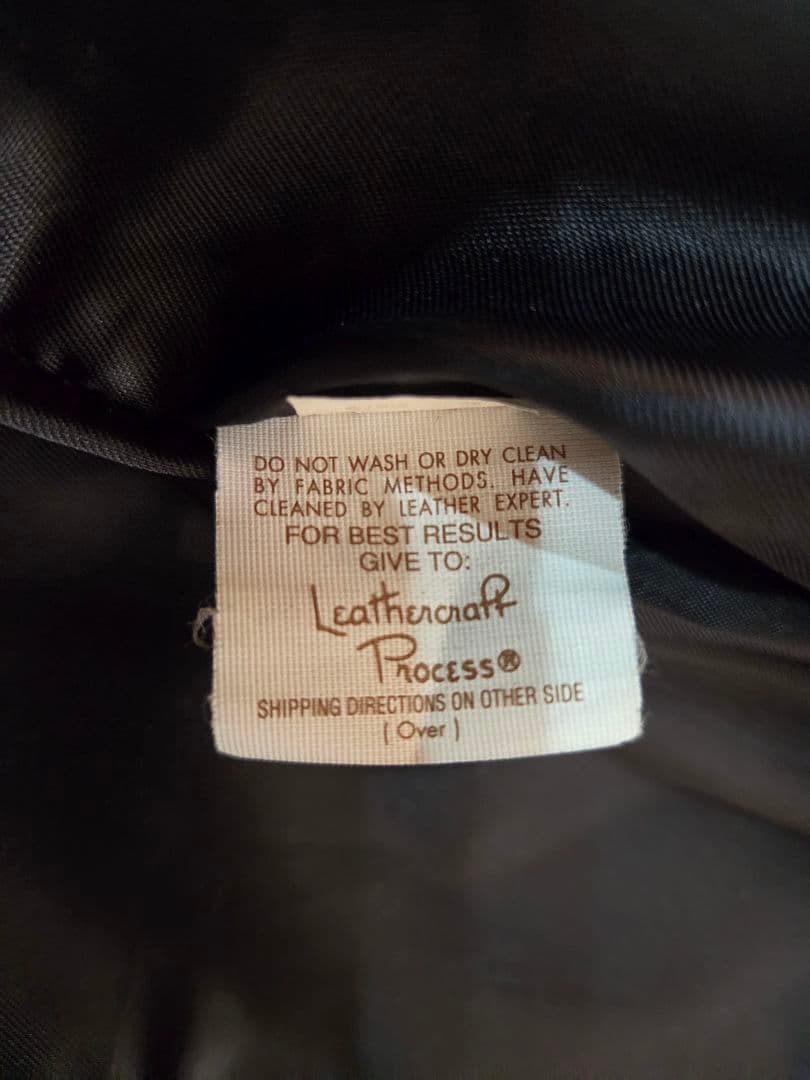 DO NOT WASH OR DRY CLEAN
BY FABRIC METHODS. HAVE
CLEANED BY LEATHER EXPERT.
FOR BEST RESULTS
GIVE TO:
Leathercraft
Process®
SHIPPING DIRECTIONS ON OTHER SIDE
(Over)